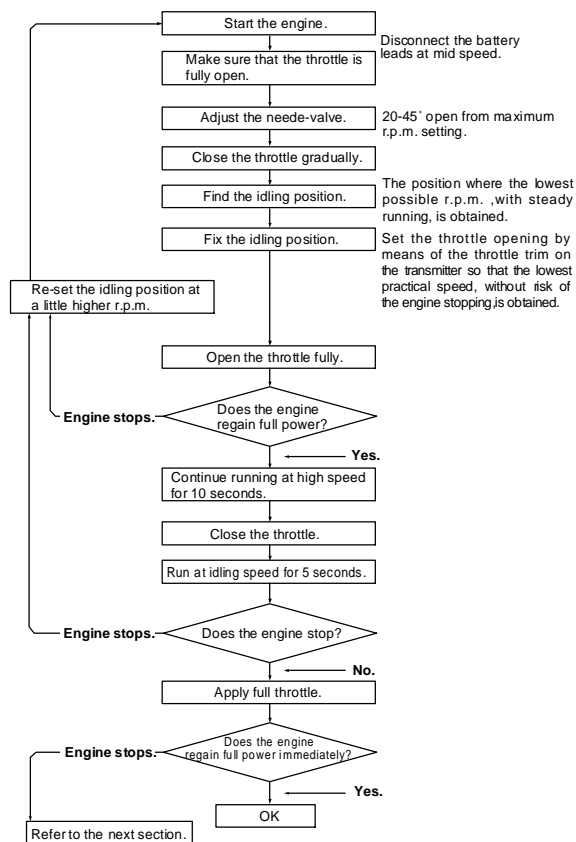 Start the engine.
Disconnect the battery
leads at mid speed.
Make sure that the throttle is
fully open.
Adjust the neede-valve.
20-45˚ open from maximum
r.p.m. setting.
Close the throttle gradually.
Find the idling position.
The position where the lowest
possible r.p.m. ,with steady
running, is obtained.
Fix the idling position.
Set the throttle opening by
means of the throttle trim on
the transmitter so that the lowest
practical speed, without risk of
the engine stopping,is obtained.
Re-set the idling position at
a little higher r.p.m.
Open the throttle fully.
Engine stops.
Does the engine
regain full power?
Yes.
Continue running at high speed
for 10 seconds.
Close the throttle.
Run at idling speed for 5 seconds.
Engine stops.
Does the engine stop?
No.
Apply full throttle.
Engine stops.
Does the engine
regain full power immediately?
Yes.
OK
Refer to the next section.